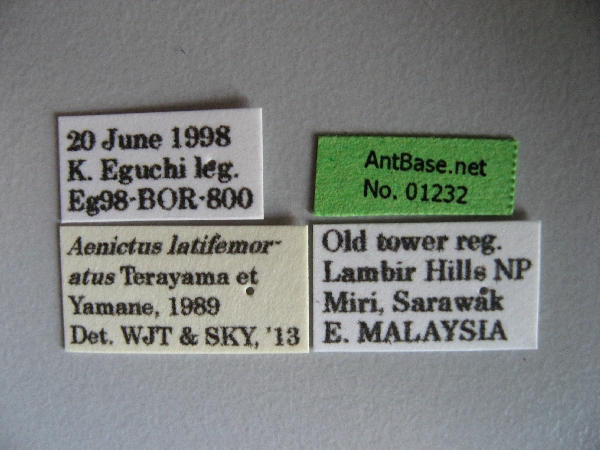 20 June 1998
K. Eguchi leg.
Eg98-BOR-800
AntBase.net
No. 01232
Aenictus latifemor-
atus Terayama et
Yamane, 1989
Det. WJT & SKY, '13
Old tower reg.
Lambir Hills NP
Miri, Sarawak
E. MALAYSIA